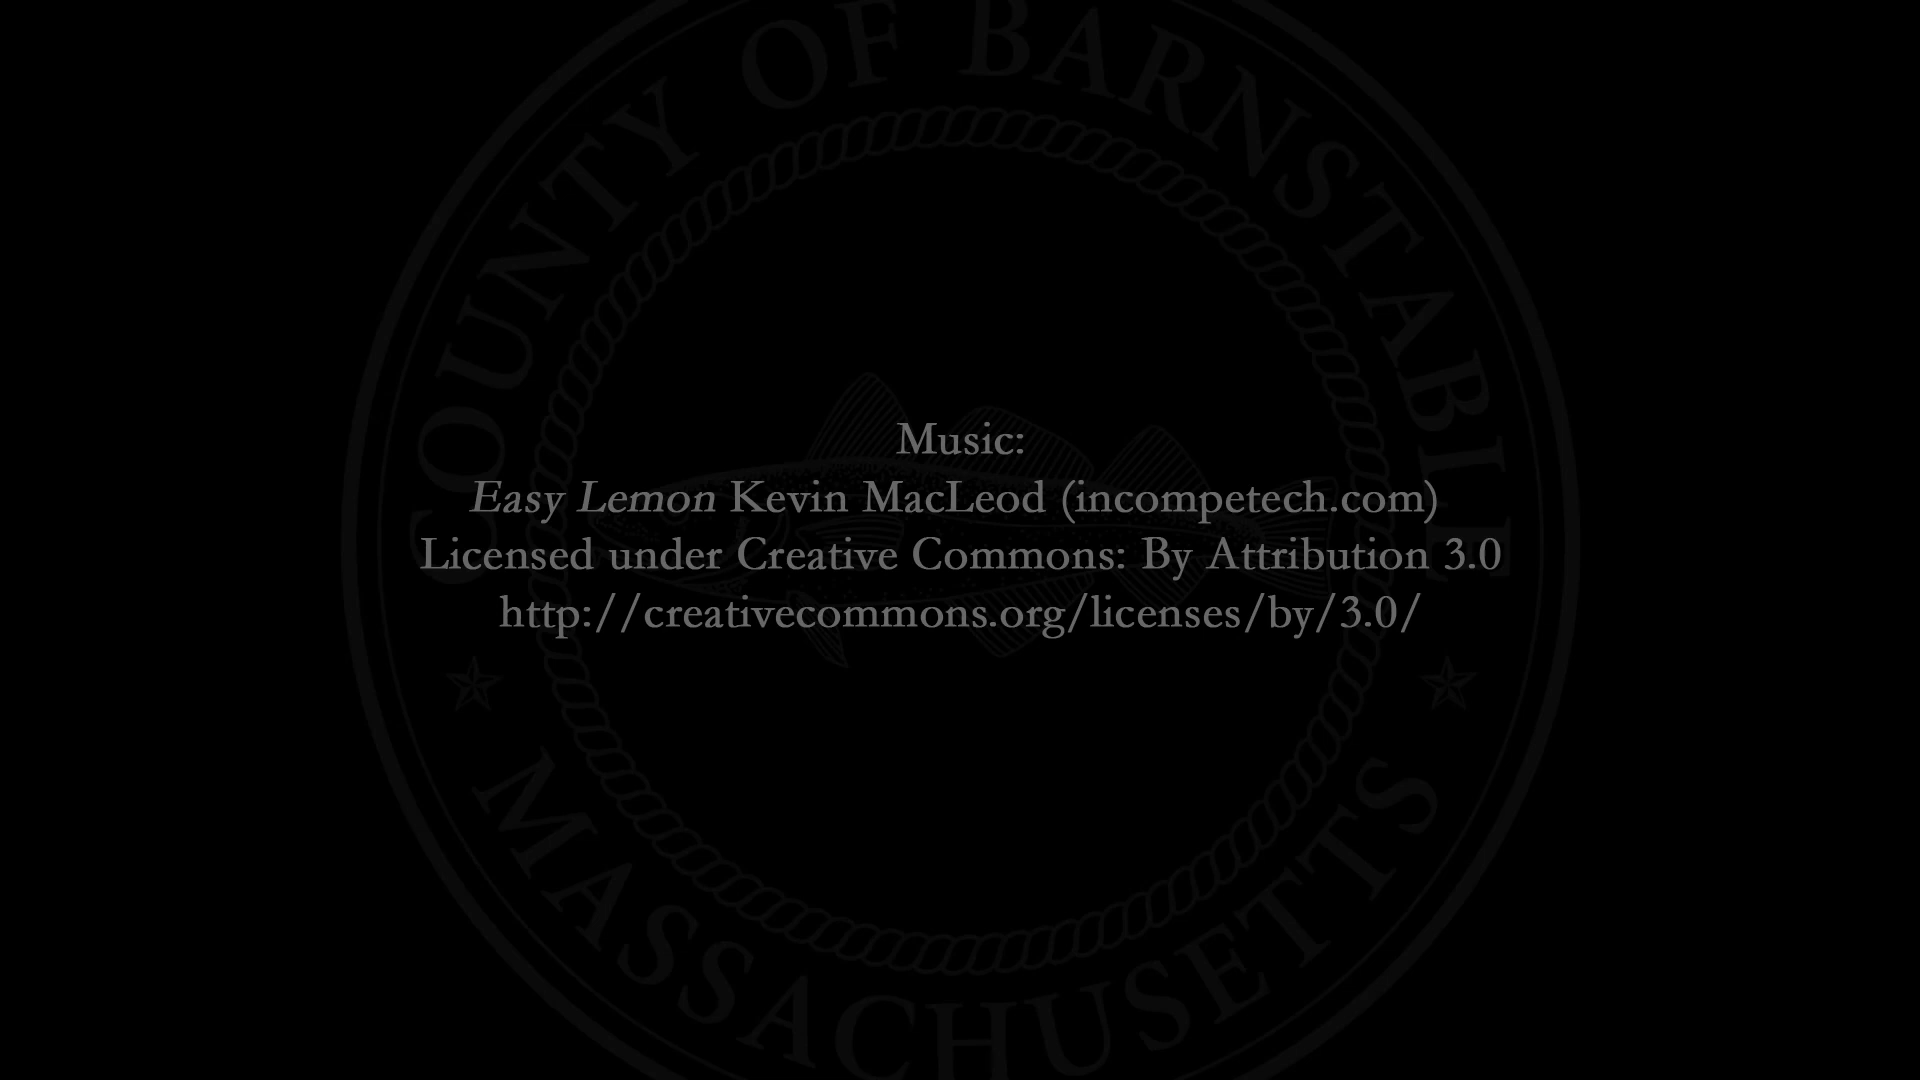 COUNTY OF BARNSTABLE
Music:
Easy Lemon Kevin MacLeod (incompetech.com)
Licensed under Creative Commons: By Attribution 3.0
http://creativecommons.org/licenses/by/3.0/
MASSACHUSETTS